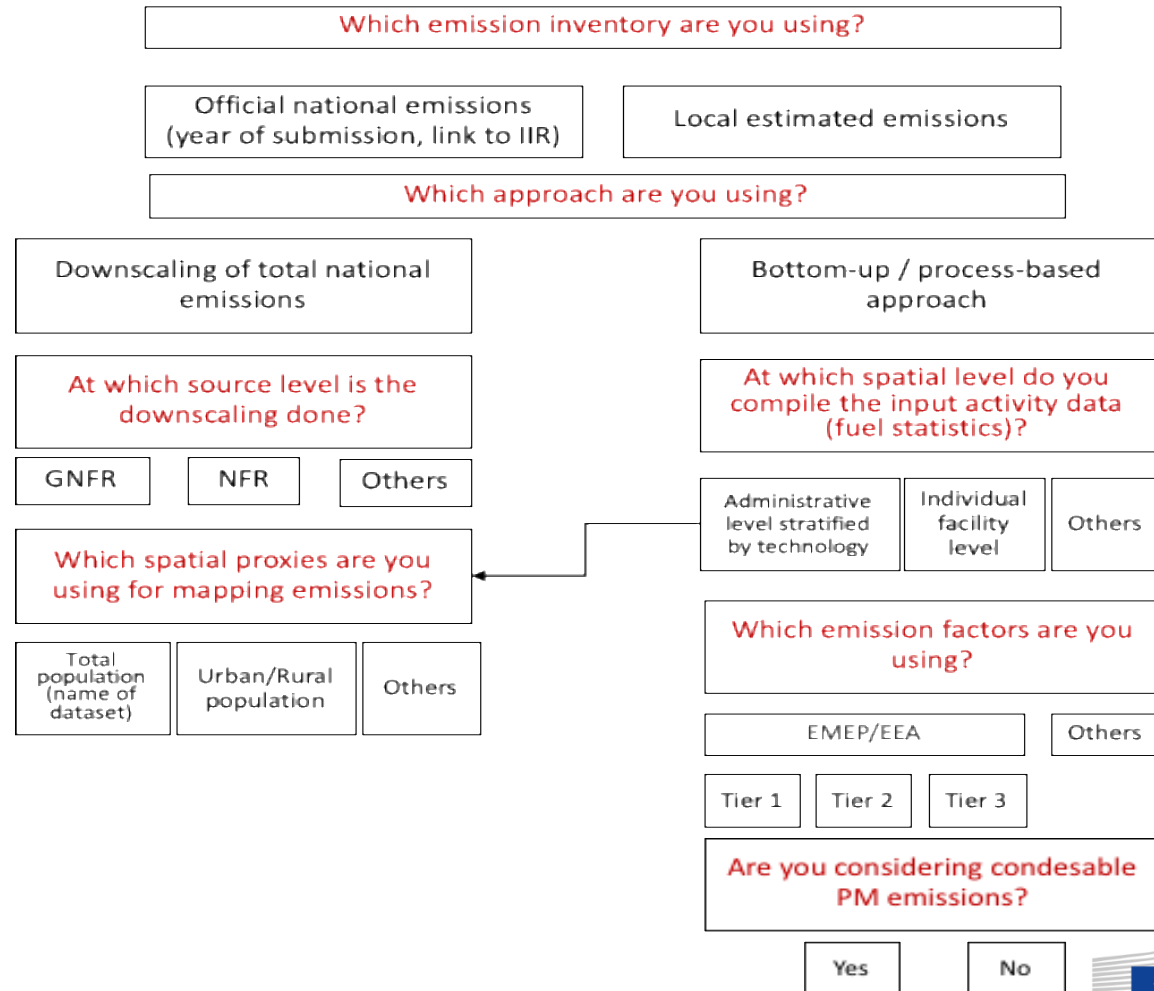 Which emission inventory are you using?
Official national emissions
(year of submission, link to IIR)
Local estimated emissions
Which approach are you using?
Downscaling of total national
emissions
Bottom-up / process-based
approach
At which source level is the
downscaling done?
At which spatial level do you
compile the input activity data
(fuel statistics)?
GNFR
NFR
Others
Administrative
level stratified
by technology
Individual
facility
level
Others
Which spatial proxies are you
using for mapping emissions?
Which emission factors are you
using?
Total
population
(name of
dataset)
Urban/Rural
population
Others
EMEP/EEA
Others
Tier 1
Tier 2
Tier 3
Are you considering condesable
PM emissions?
Yes
No